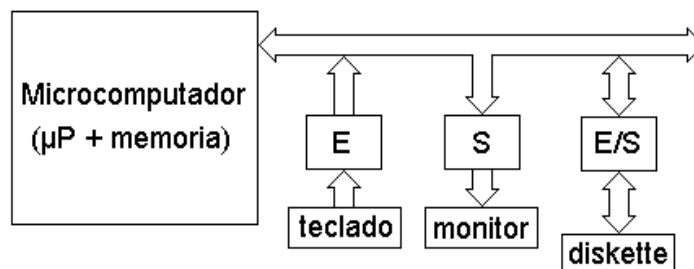 Microcomputador
(µP + memoria)
E
S
E/S
teclado
monitor
diskette